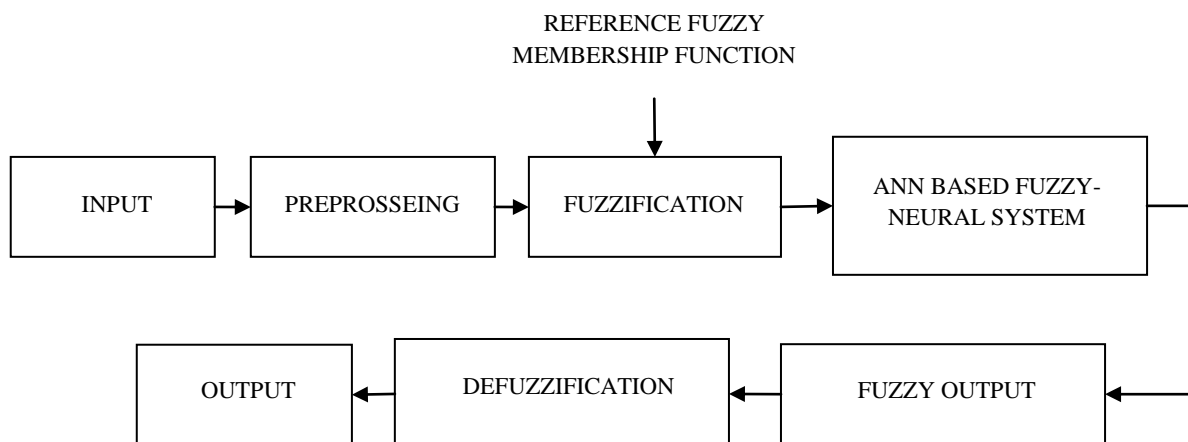 REFERENCE FUZZY
MEMBERSHIP FUNCTION
INPUT
PREPROSSEING
FUZZIFICATION
ANN BASED FUZZY-
NEURAL SYSTEM
OUTPUT
DEFUZZIFICATION
FUZZY OUTPUT